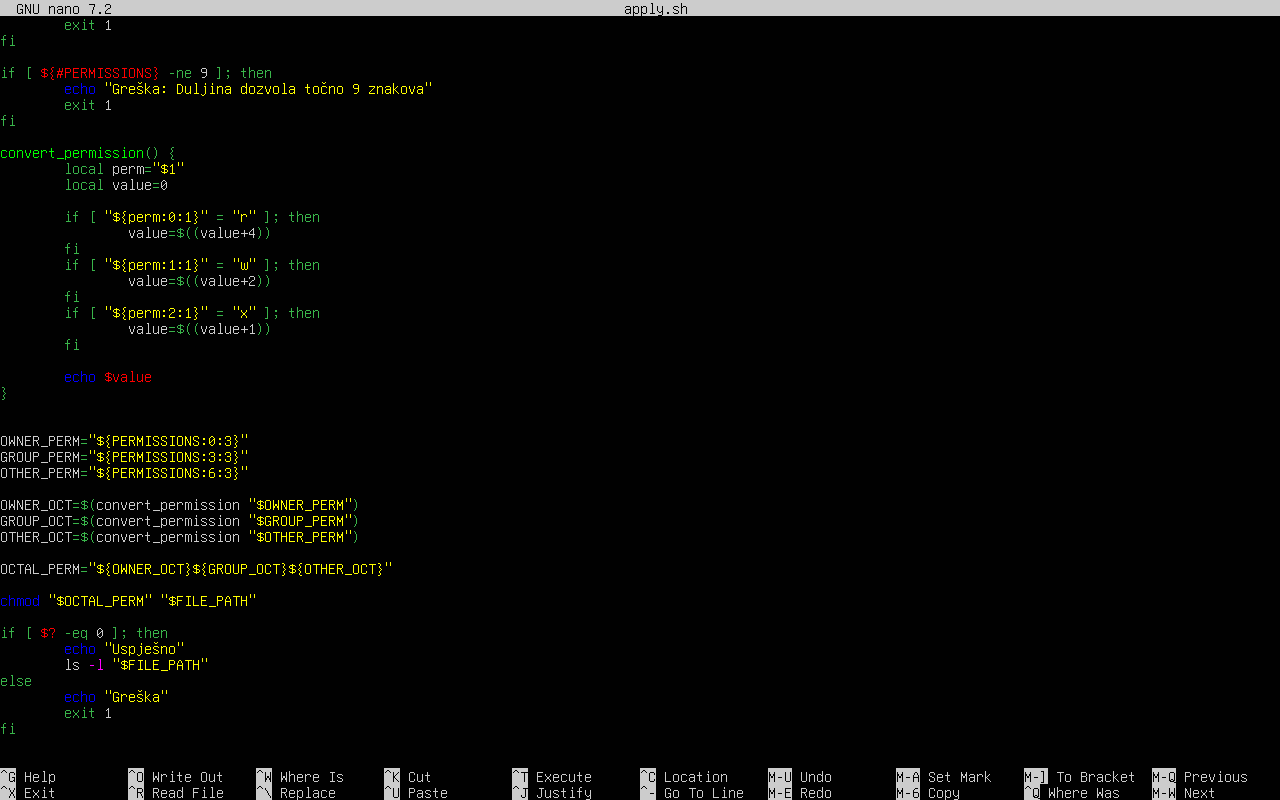 GNU nano 7.2 apply.sh
exit 1
fi
if [ ${#PERMISSIONS} -ne 9 ]; then
echo "Greška: Duljina dozvola točno 9 znakova"
exit 1
fi
convert_permission() {
local perm="$1"
local value=0
if [ "${perm:0:1}" = "r" ]; then
value=$((value+4))
fi
if [ "${perm:1:1}" = "w" ]; then
value=$((value+2))
fi
if [ "${perm:2:1}" = "x" ]; then
value=$((value+1))
fi
echo $value
}
OWNER_PERM="${PERMISSIONS:0:3}"
GROUP_PERM="${PERMISSIONS:3:3}"
OTHER_PERM="${PERMISSIONS:6:3}"
OWNER_OCT=$(convert_permission "$OWNER_PERM")
GROUP_OCT=$(convert_permission "$GROUP_PERM")
OTHER_OCT=$(convert_permission "$OTHER_PERM")
OCTAL_PERM="${OWNER_OCT}${GROUP_OCT}${OTHER_OCT}"
chmod "$OCTAL_PERM" "$FILE_PATH"
if [ $? -eq 0 ]; then
echo "Uspješno"
ls -l "$FILE_PATH"
else
echo "Greška"
exit 1
fi
^G Help ^O Write Out ^W Where Is ^K Cut ^T Execute ^C Location M-U Undo M-A Set Mark M-] To Bracket M-Q Previous
^X Exit ^R Read File ^\ Replace ^U Paste ^J Justify ^- Go To Line M-E Redo M-6 Copy ^Q Where Was M-W Next